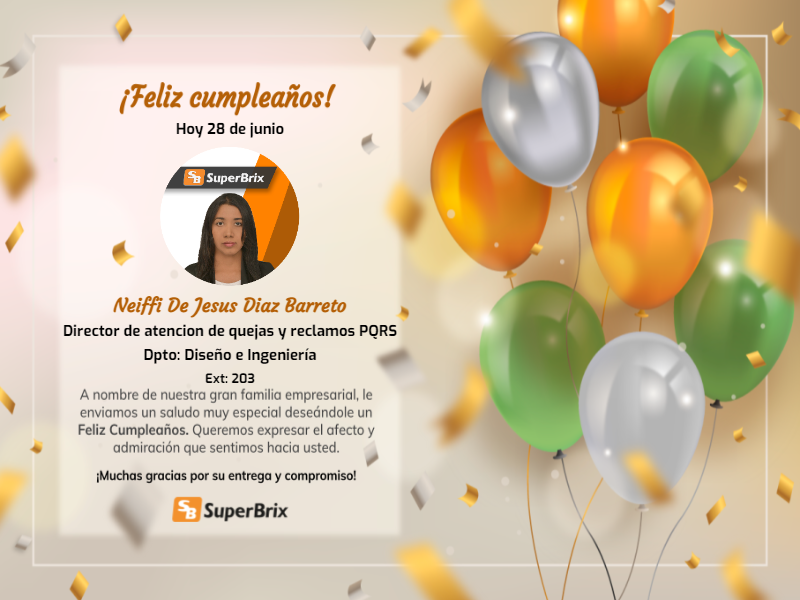 ¡Feliz cumpleaños!
Hoy 28 de junio
SB SuperBrix
Neiffi De Jesus Diaz Barreto
Director de atencion de quejas y reclamos PQRS
Dpto: Diseño e Ingeniería
Ext: 203
A nombre de nuestra gran familia empresarial, le
enviamos un saludo muy especial deseándole un
Feliz Cumpleaños. Queremos expresar el afecto y
admiración que sentimos hacia usted.
¡Muchas gracias por su entrega y compromiso!
SB SuperBrix